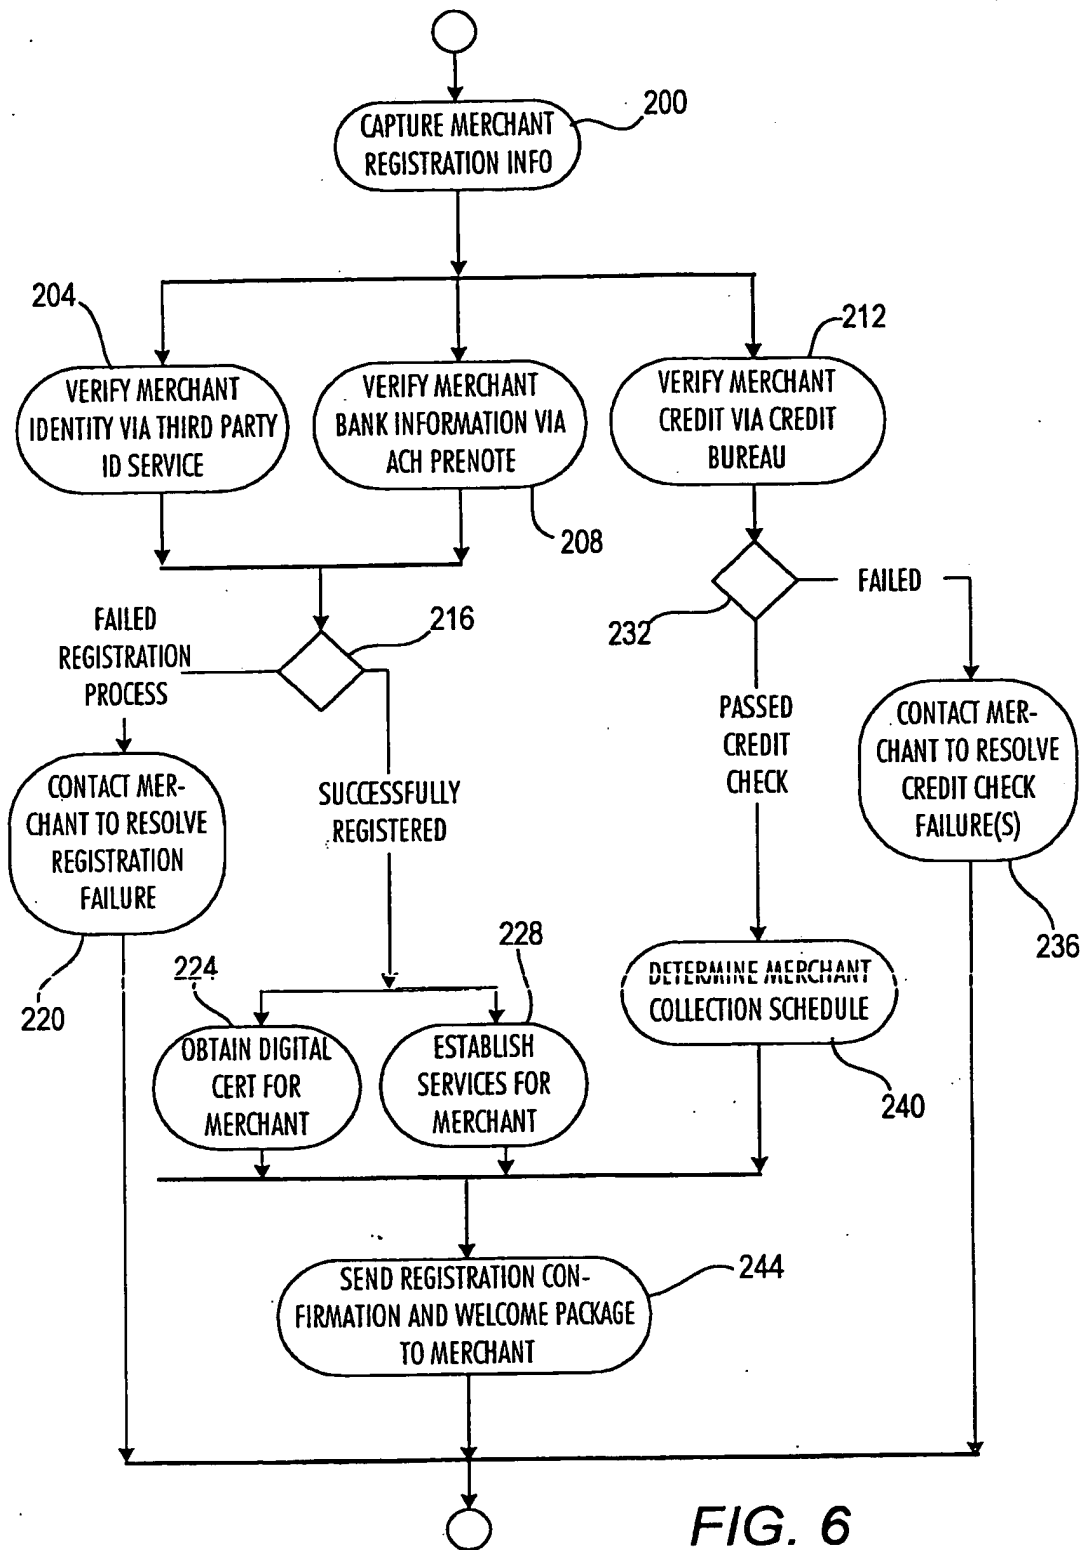 CAPTURE MERCHANT
REGISTRATION INFO
200
204
212
VERIFY MERCHANT
IDENTITY VIA THIRD PARTY
ID SERVICE
VERIFY MERCHANT
BANK INFORMATION VIA
ACH PRENOTE
VERIFY MERCHANT
CREDIT VIA CREDIT
BUREAU
208
FAILED
232
216
FAILED
REGISTRATION
PROCESS
PASSED
CREDIT
CHECK
CONTACT MER-
CHANT TO RESOLVE
CREDIT CHECK
FAILURE(S)
CONTACT MER-
CHANT TO RESOLVE
REGISTRATION
FAILURE
SUCCESSFULLY
REGISTERED
236
220
224
228
DETERMINE MERCHANT
COLLECTION SCHEDULE
OBTAIN DIGITAL
CERT FOR
MERCHANT
ESTABLISH
SERVICES FOR
MERCHANT
240
SEND REGISTRATION CON-
FIRMATION AND WELCOME PACKAGE
TO MERCHANT
244
FIG. 6